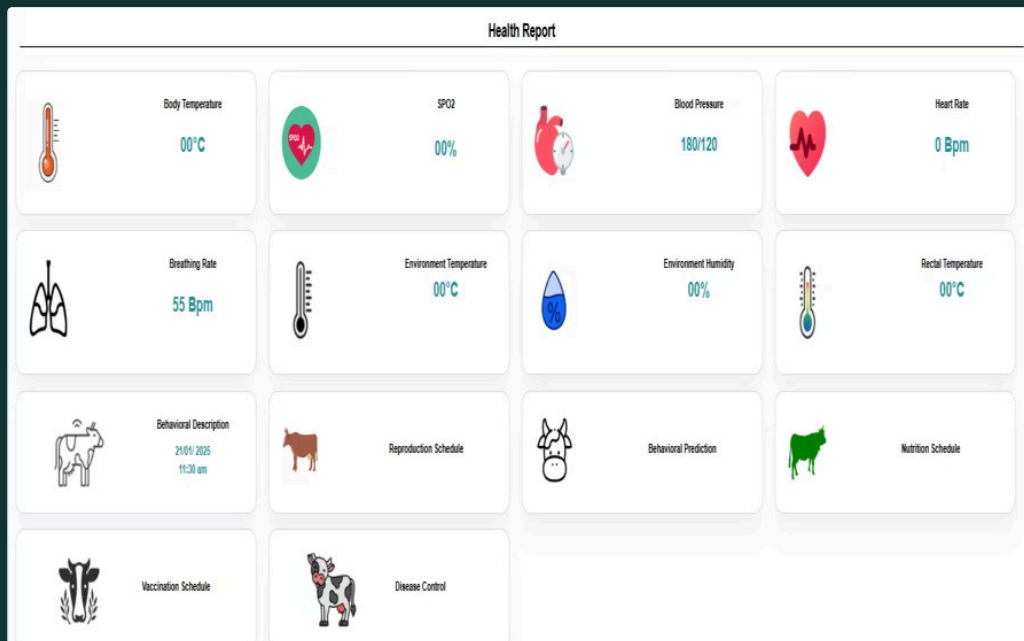 Health Report
Body Temperature
00°C
SPO2
SPO2
00%
Blood Pressure
180/120
Heart Rate
0 Bpm
Breathing Rate
55 Bpm
Environment Temperature
00°C
%
Environment Humidity
00%
Rectal Temperature
00°C
Behavioral Description
21/01/ 2025
11:30 am
Reproduction Schedule
Behavioral Prediction
Nutrition Schedule
Vaccination Schedule
Disease Control